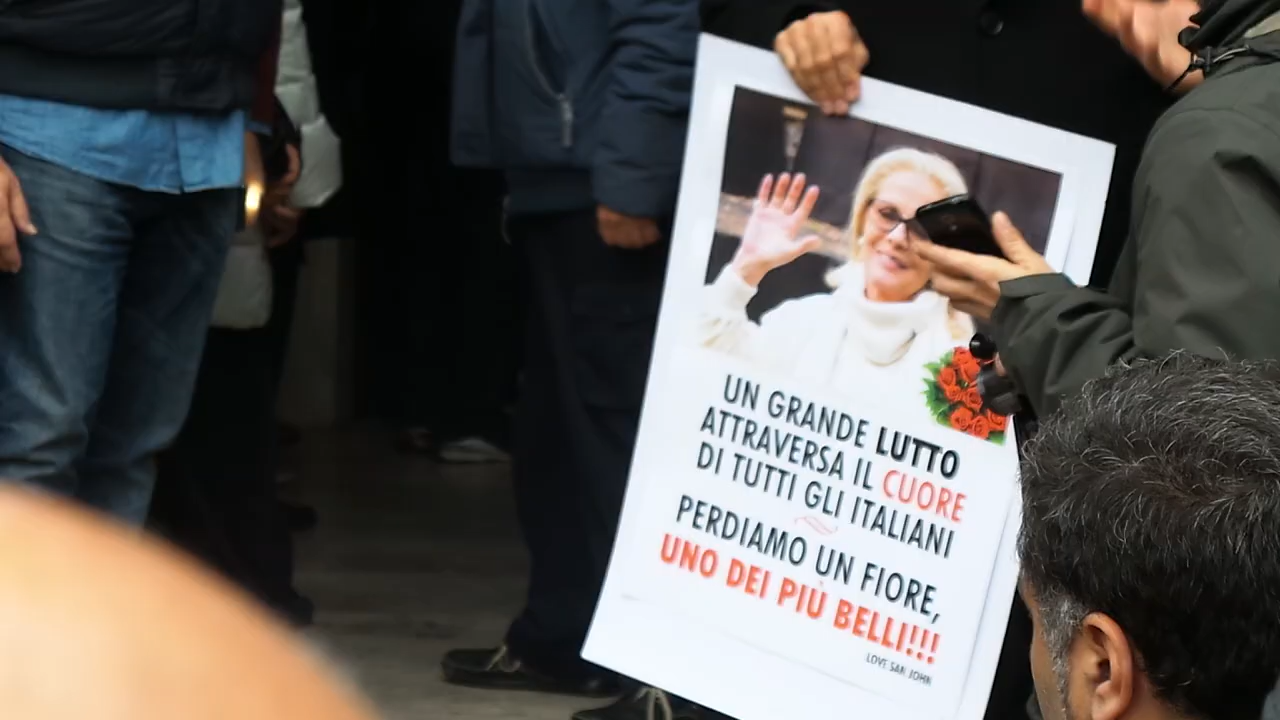 UN GRANDE LUTTO
ATTRAVERSA IL CUORE
DI TUTTI GLI ITALIANI
PERDIAMO UN FIORE,
UNO DEI PIÙ BELLI!!!
LOVE SAN JOHN